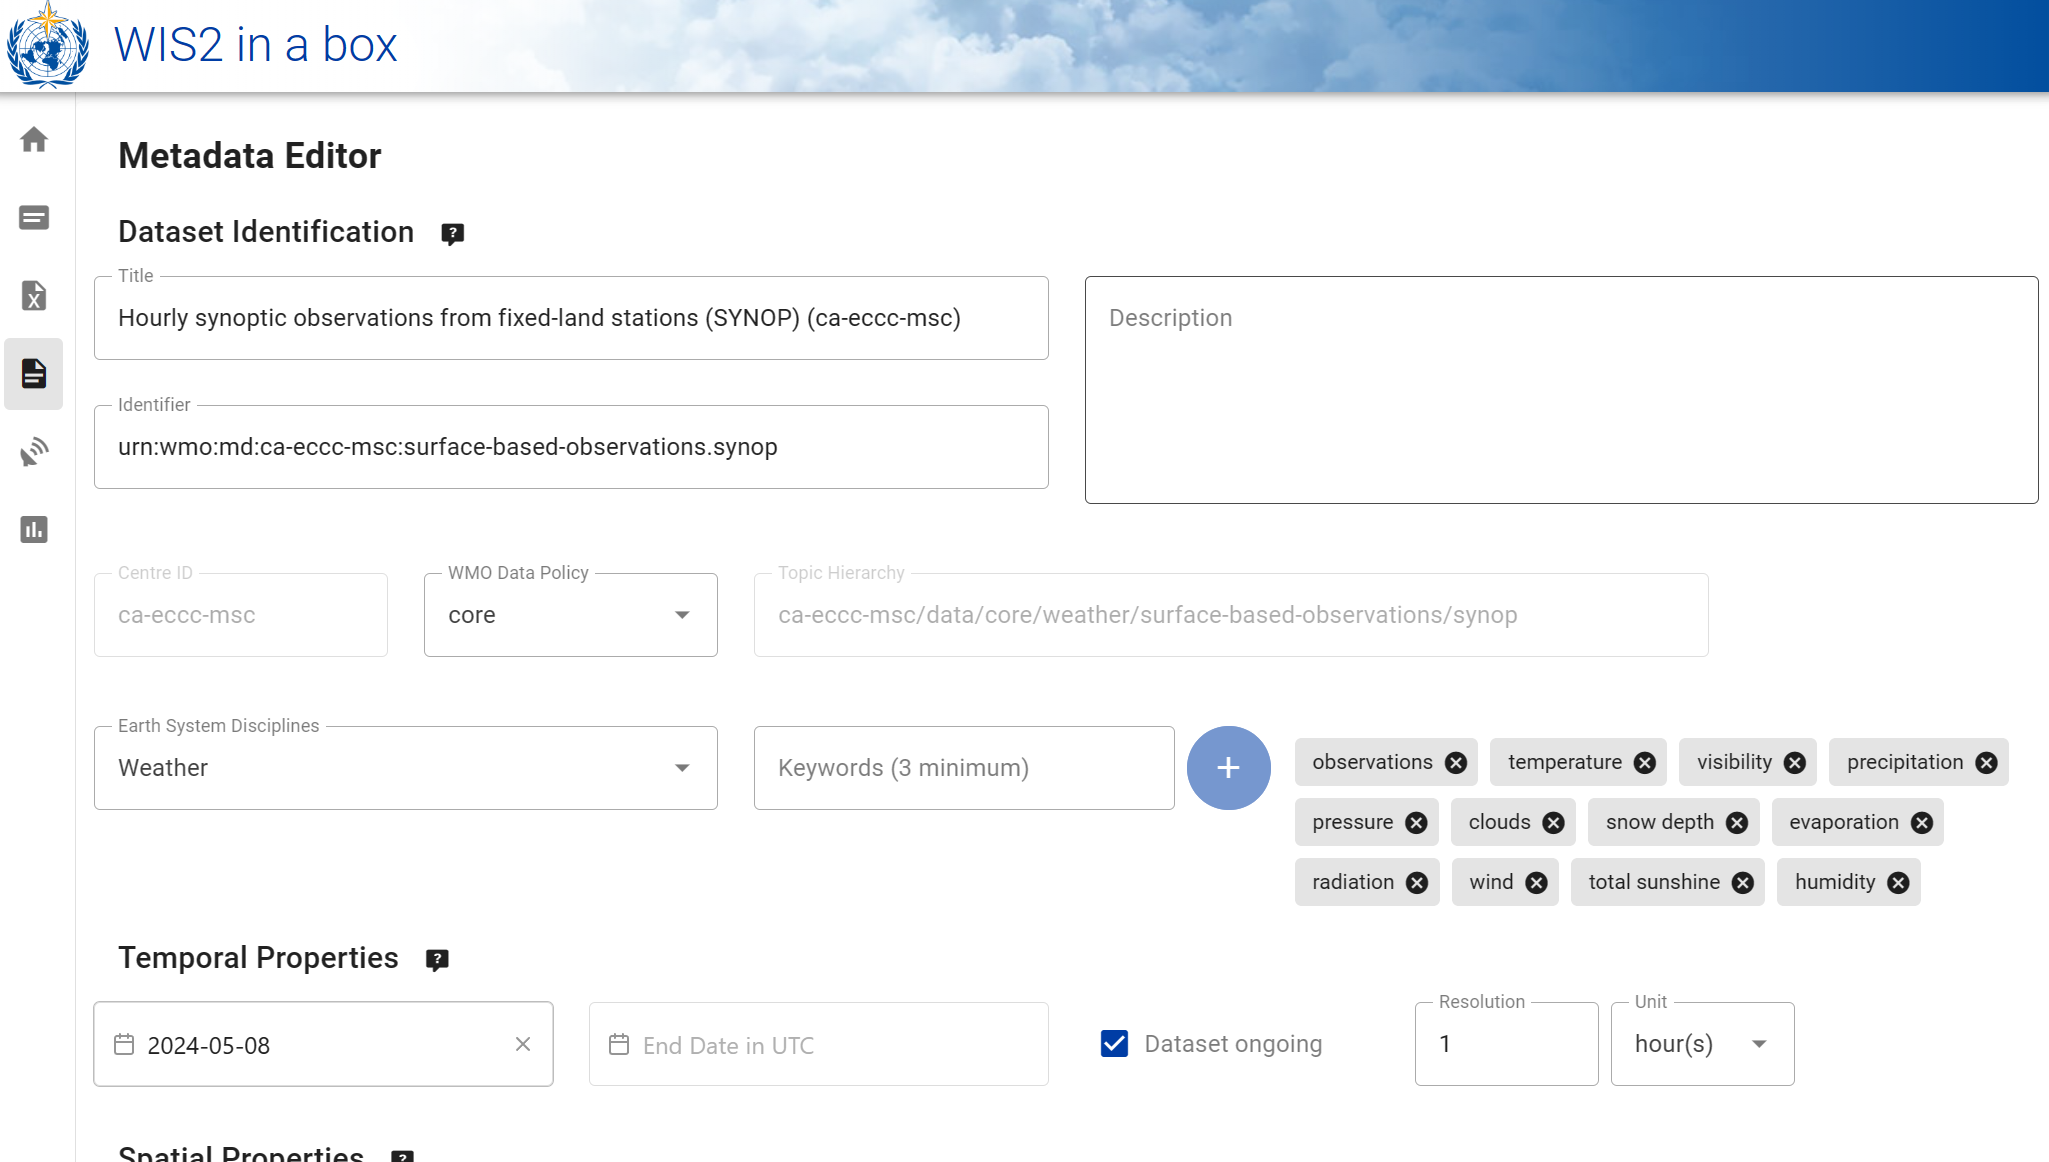 WIS2 in a box
Metadata Editor
Dataset Identification
Title
Hourly synoptic observations from fixed-land stations (SYNOP) (ca-eccc-msc)
Description
Identifier
urn:wmo:md:ca-eccc-msc:surface-based-observations.synop
Centre ID
ca-eccc-msc
WMO Data Policy
core
Topic Hierarchy
ca-eccc-msc/data/core/weather/surface-based-observations/synop
Earth System Disciplines
Weather
Keywords (3 minimum)
+
observations temperature visibility precipitation
pressure clouds snow depth evaporation
radiation wind total sunshine humidity
Temporal Properties
2024-05-08
End Date in UTC
Dataset ongoing
Resolution
1
Unit
hour(s)
Spatial Properties